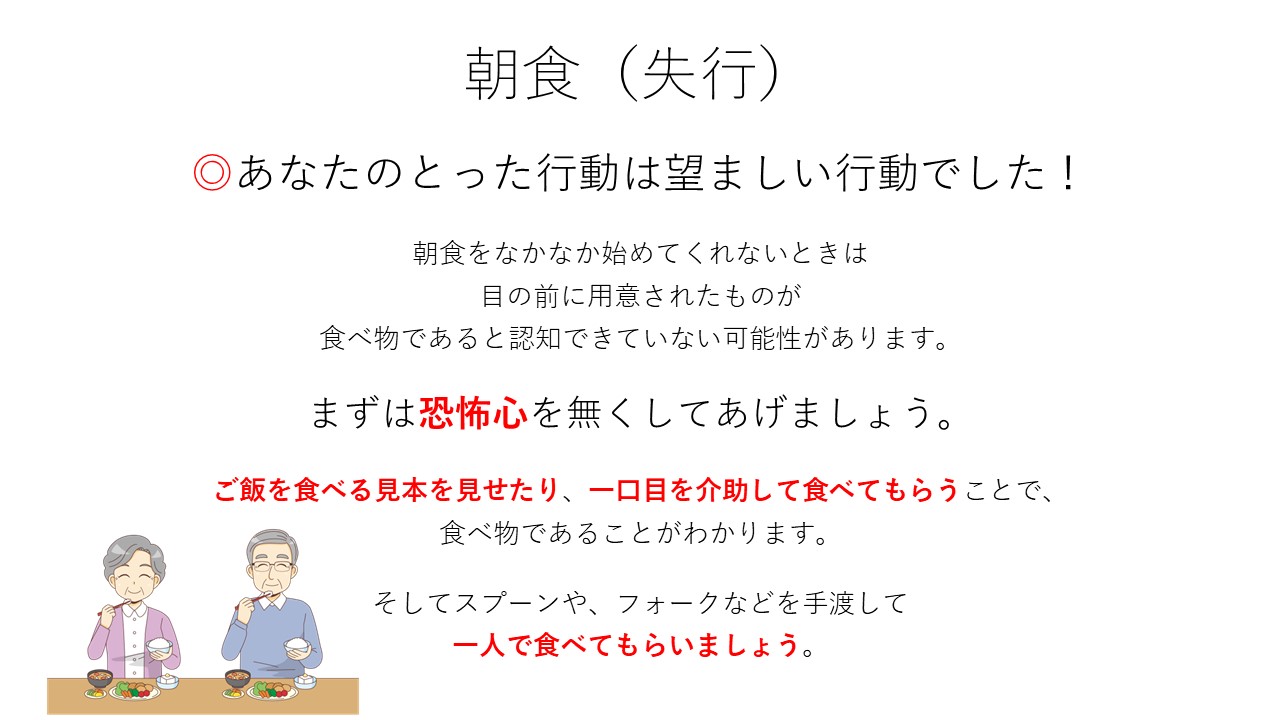 朝食（失行）
◎あなたのとった行動は望ましい行動でした！
朝食をなかなか始めてくれないときは
目の前に用意されたものが
食べ物であると認知できていない可能性があります。
まずは恐怖心を無くしてあげましょう。
ご飯を食べる見本を見せたり、一口目を介助して食べてもらうことで、
食べ物であることがわかります。
そしてスプーンや、フォークなどを手渡して
一人で食べてもらいましょう。